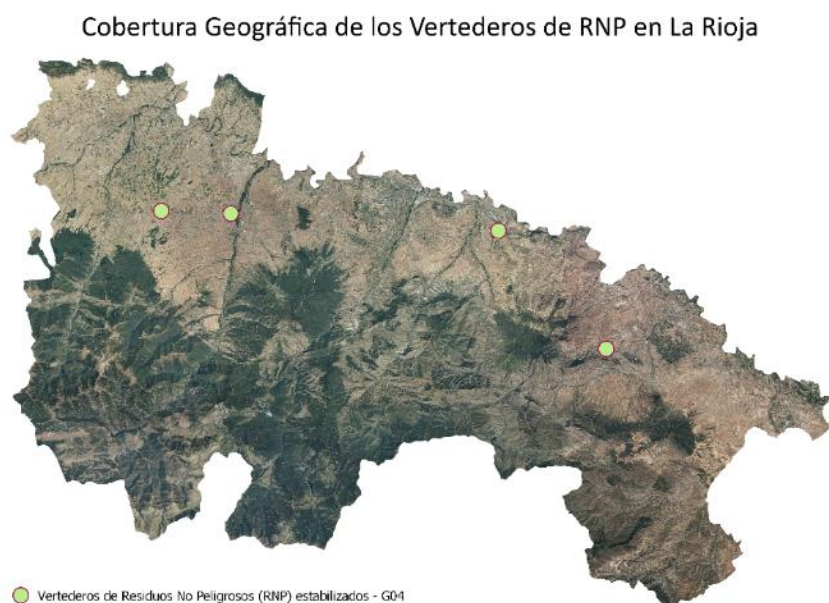 Cobertura Geográfica de los Vertederos de RNP en La Rioja
Vertederos de Residuos No Peligrosos (RNP) estabilizados - G04